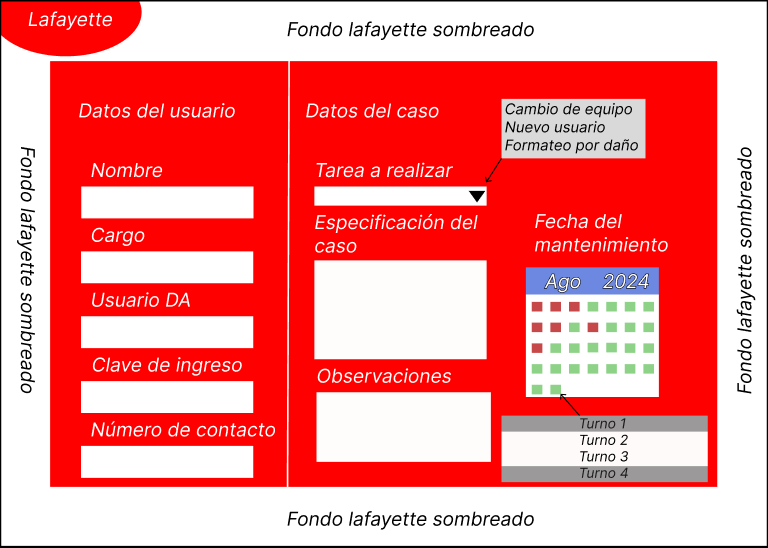 Lafayette
Fondo lafayette sombreado
Fondo lafayette sombreado
Datos del usuario
Nombre
Cargo
Usuario DA
Clave de ingreso
Número de contacto
Datos del caso
Tarea a realizar
Cambio de equipo
Nuevo usuario
Formateo por daño
Especificación del
caso
Observaciones
Fecha del
mantenimiento
Ago 2024
Turno 1
Turno 2
Turno 3
Turno 4
Fondo lafayette sombreado
Fondo lafayette sombreado